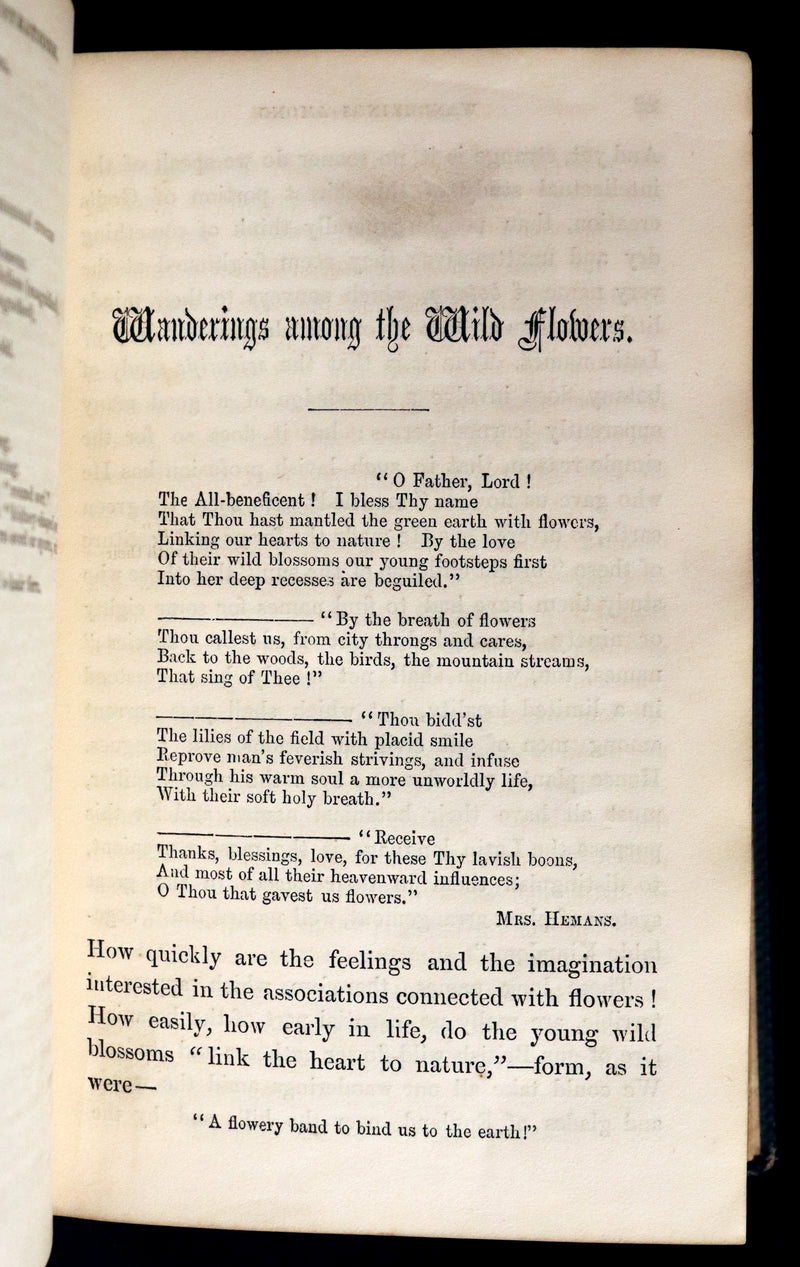 Wanderings among the Wild Flowers.
“O Father, Lord !
The All-beneficent ! I bless Thy name
That Thou hast mantled the green earth with flowers,
Linking our hearts to nature ! By the love
Of their wild blossoms our young footsteps first
Into her deep recesses are beguiled.”
——————— “By the breath of flowers
Thou callest us, from city throngs and cares,
Back to the woods, the birds, the mountain streams,
That sing of Thee !”
————————— “Thou bidd’st
The lilies of the field with placid smile
Reprove man’s feverish strivings, and infuse
Through his warm soul a more unworldly life,
With their soft holy breath.”
————————— “Receive
Thanks, blessings, love, for these Thy lavish boons,
And most of all their heavenward influences;
O Thou that gavest us flowers.”
Mrs. Hemans.
How quickly are the feelings and the imagination
interested in the associations connected with flowers !
How easily, how early in life, do the young wild
blossoms “link the heart to nature,”—form, as it
were—
“A flowery band to bind us to the earth!”